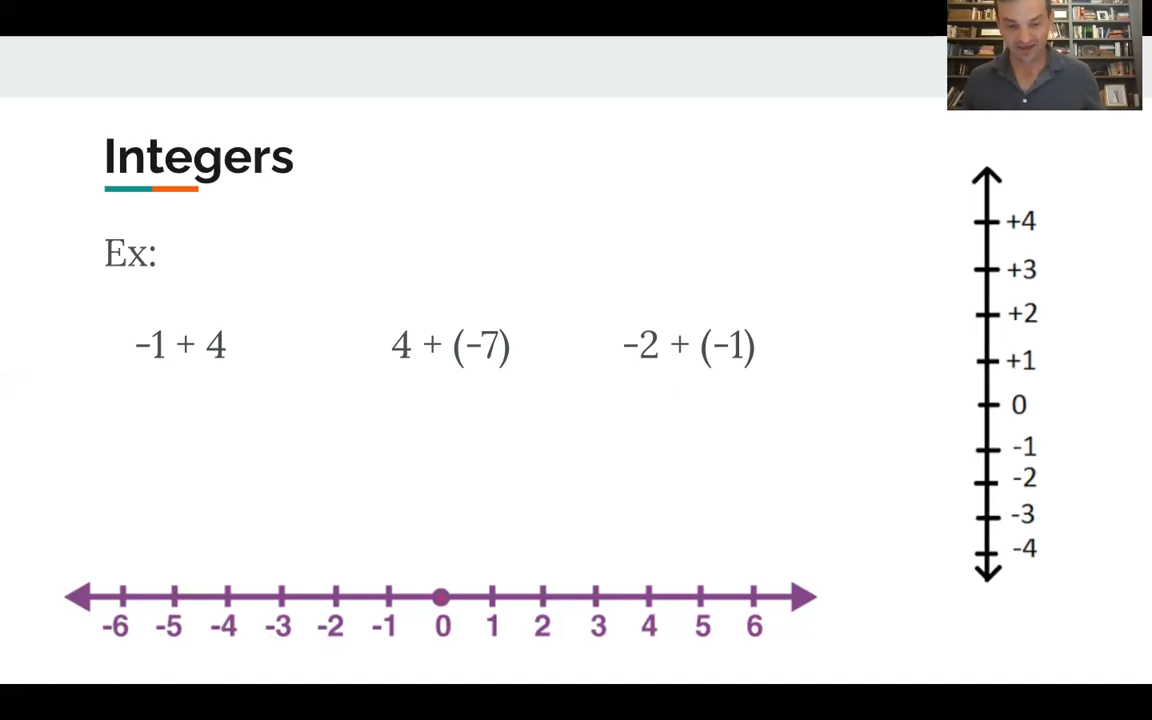 Integers
Ex:
-1 + 4
4 + (-7)
-2 + (-1)
+4
+3
+2
+1
0
-1
-2
-3
-4
-6 -5 -4 -3 -2 -1 0 1 2 3 4 5 6